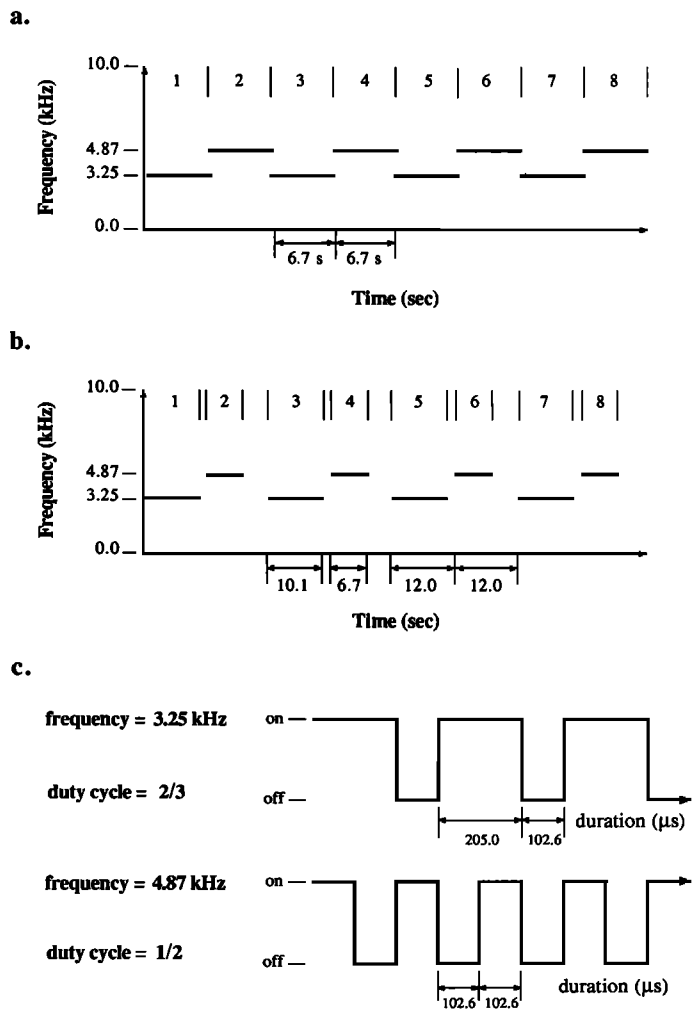 a.
10.0
1 2 3 4 5 6 7 8
Frequency (kHz)
4.87
3.25
0.0
6.7 s 6.7 s
Time (sec)
b.
10.0
1 2 3 4 5 6 7 8
Frequency (kHz)
4.87
3.25
0.0
10.1 6.7 12.0 12.0
Time (sec)
c.
frequency = 3.25 kHz
on
duty cycle = 2/3
off
duration (μs)
205.0 102.6
frequency = 4.87 kHz
on
duty cycle = 1/2
off
duration (μs)
102.6 102.6